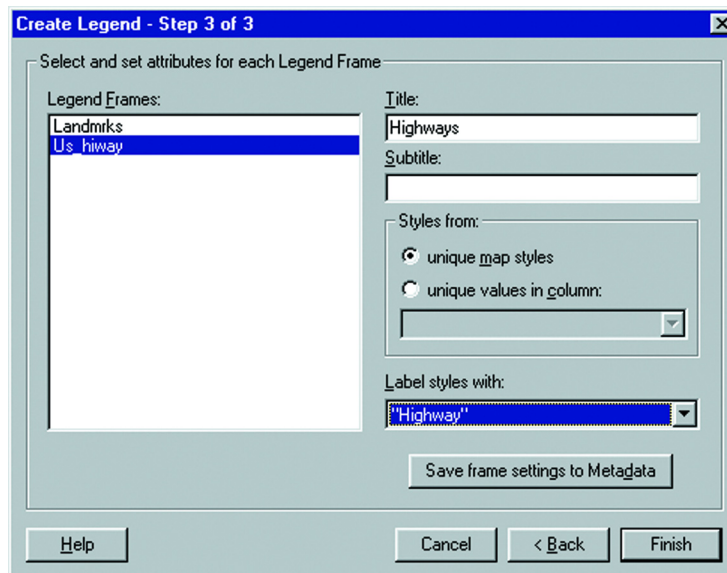 Create Legend - Step 3 of 3
Select and set attributes for each Legend Frame
Legend Frames:
Landmrks
Us_hiway
Title:
Highways
Subtitle:
Styles from:
unique map styles
unique values in column:
Label styles with:
"Highway"
Save frame settings to Metadata
Help
Cancel
< Back
Finish